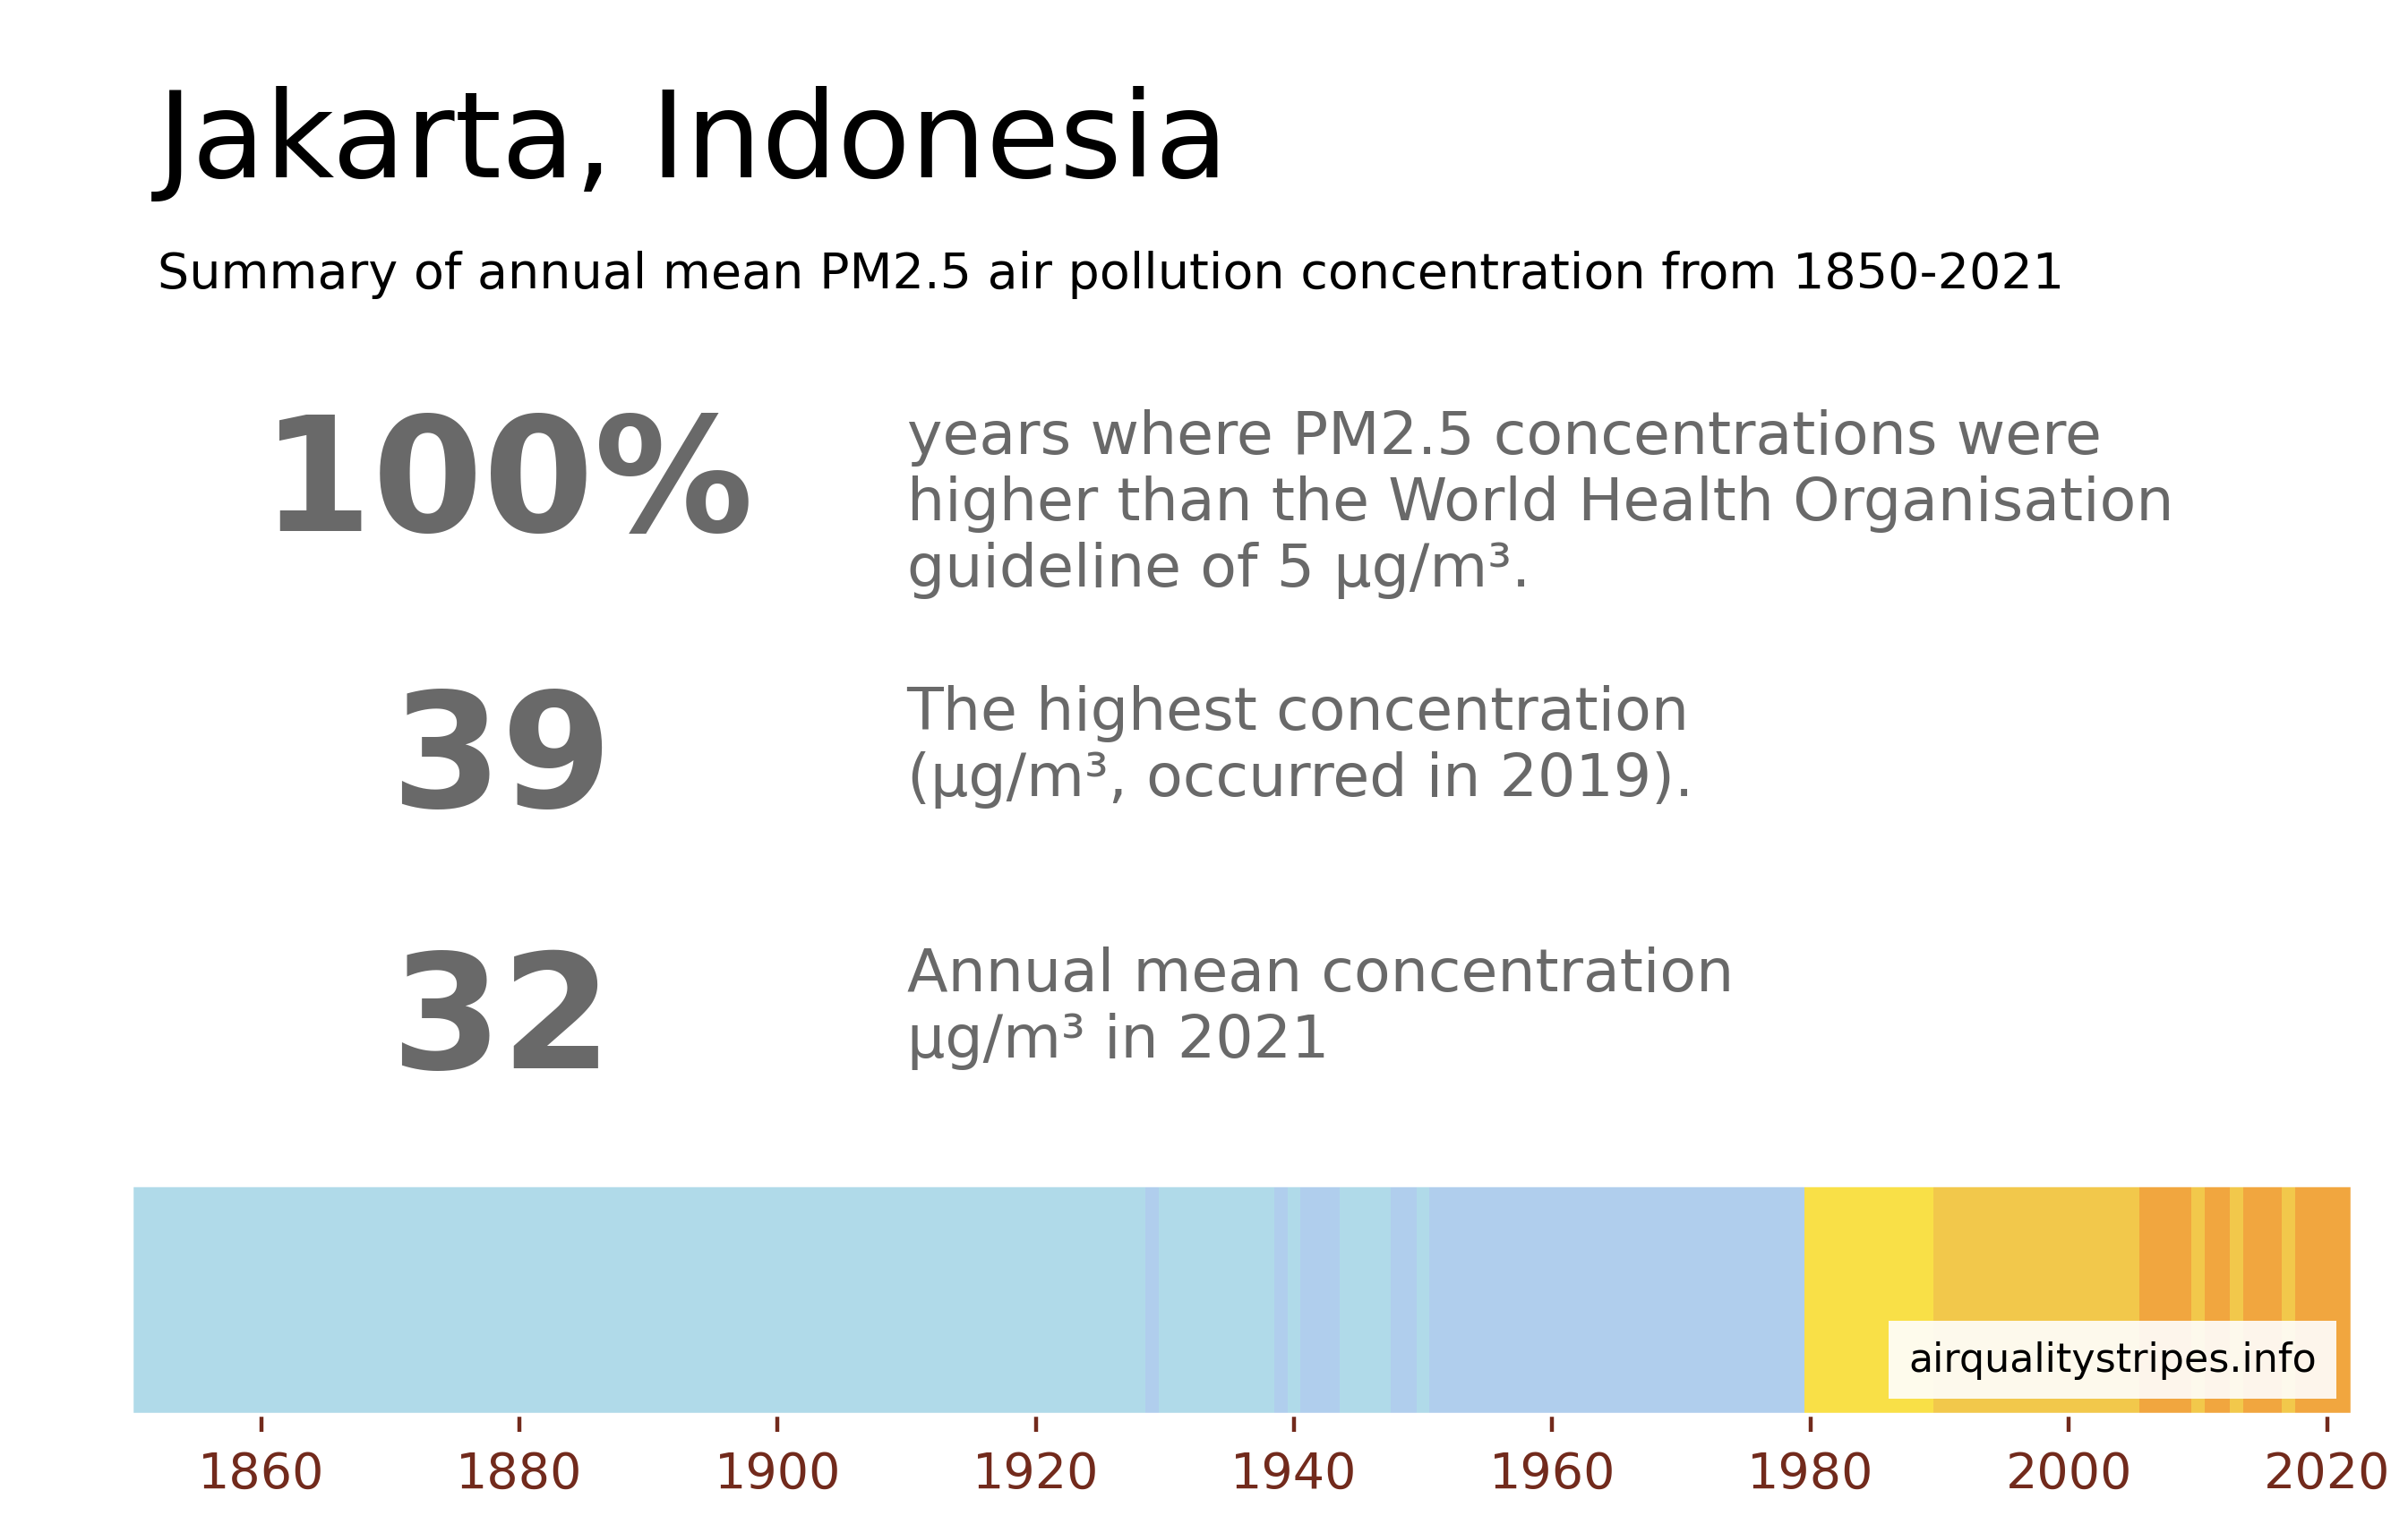 Jakarta, Indonesia
Summary of annual mean PM2.5 air pollution concentration from 1850-2021
100%
years where PM2.5 concentrations were
higher than the World Health Organisation
guideline of 5 µg/m³.
39
The highest concentration
(µg/m³, occurred in 2019).
32
Annual mean concentration
µg/m³ in 2021
airqualitystripes.info
1860 1880 1900 1920 1940 1960 1980 2000 2020